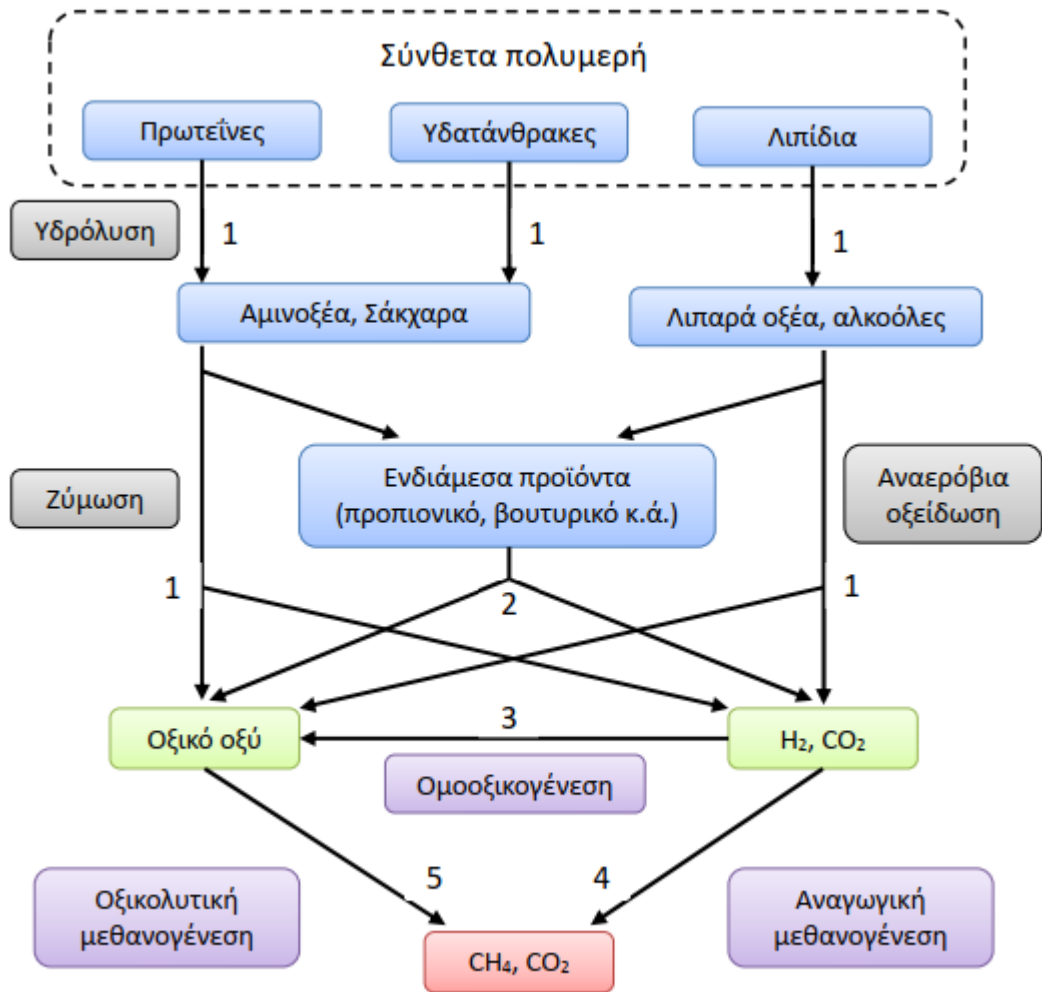 Σύνθετα πολυμερή
Πρωτεΐνες
Υδατάνθρακες
Λιπίδια
Υδρόλυση
1
1
1
Αμινοξέα, Σάκχαρα
Λιπαρά οξέα, αλκοόλες
Ζύμωση
Ενδιάμεσα προϊόντα
(προπιονικό, βουτυρικό κ.ά.)
Αναερόβια
οξείδωση
1
2
1
Οξικό οξύ
3
H₂, CO₂
Ομοοξικογένεση
5
4
Οξικολυτική
μεθανογένεση
Αναγωγική
μεθανογένεση
CH₄, CO₂